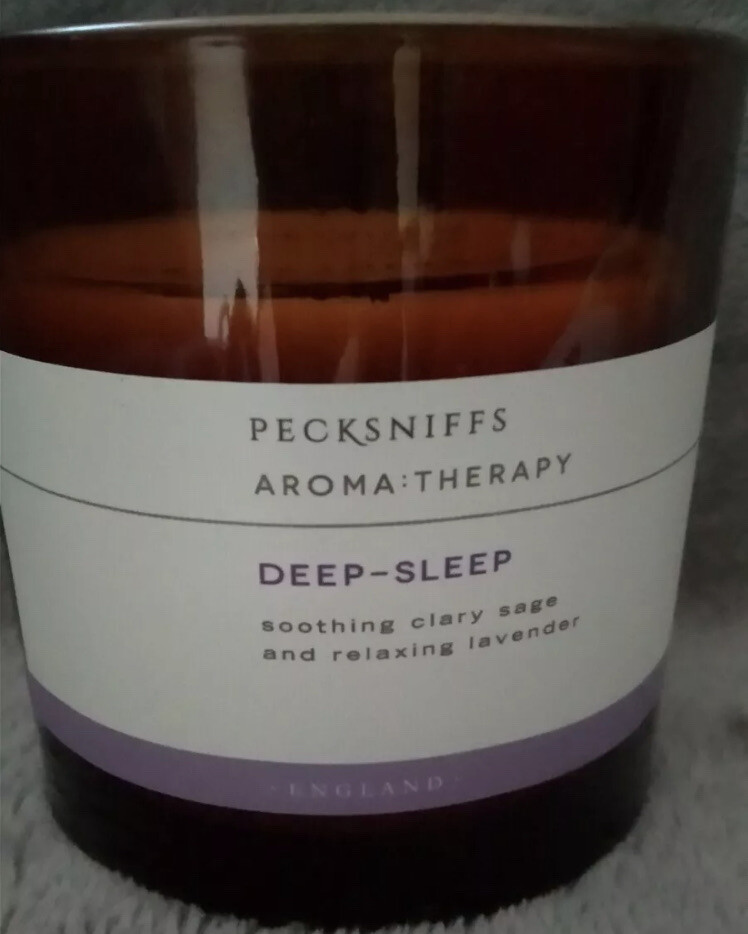 PECKSNIFFS
AROMA:THERAPY
DEEP-SLEEP
soothing clary sage
and relaxing lavender
· ENGLAND ·